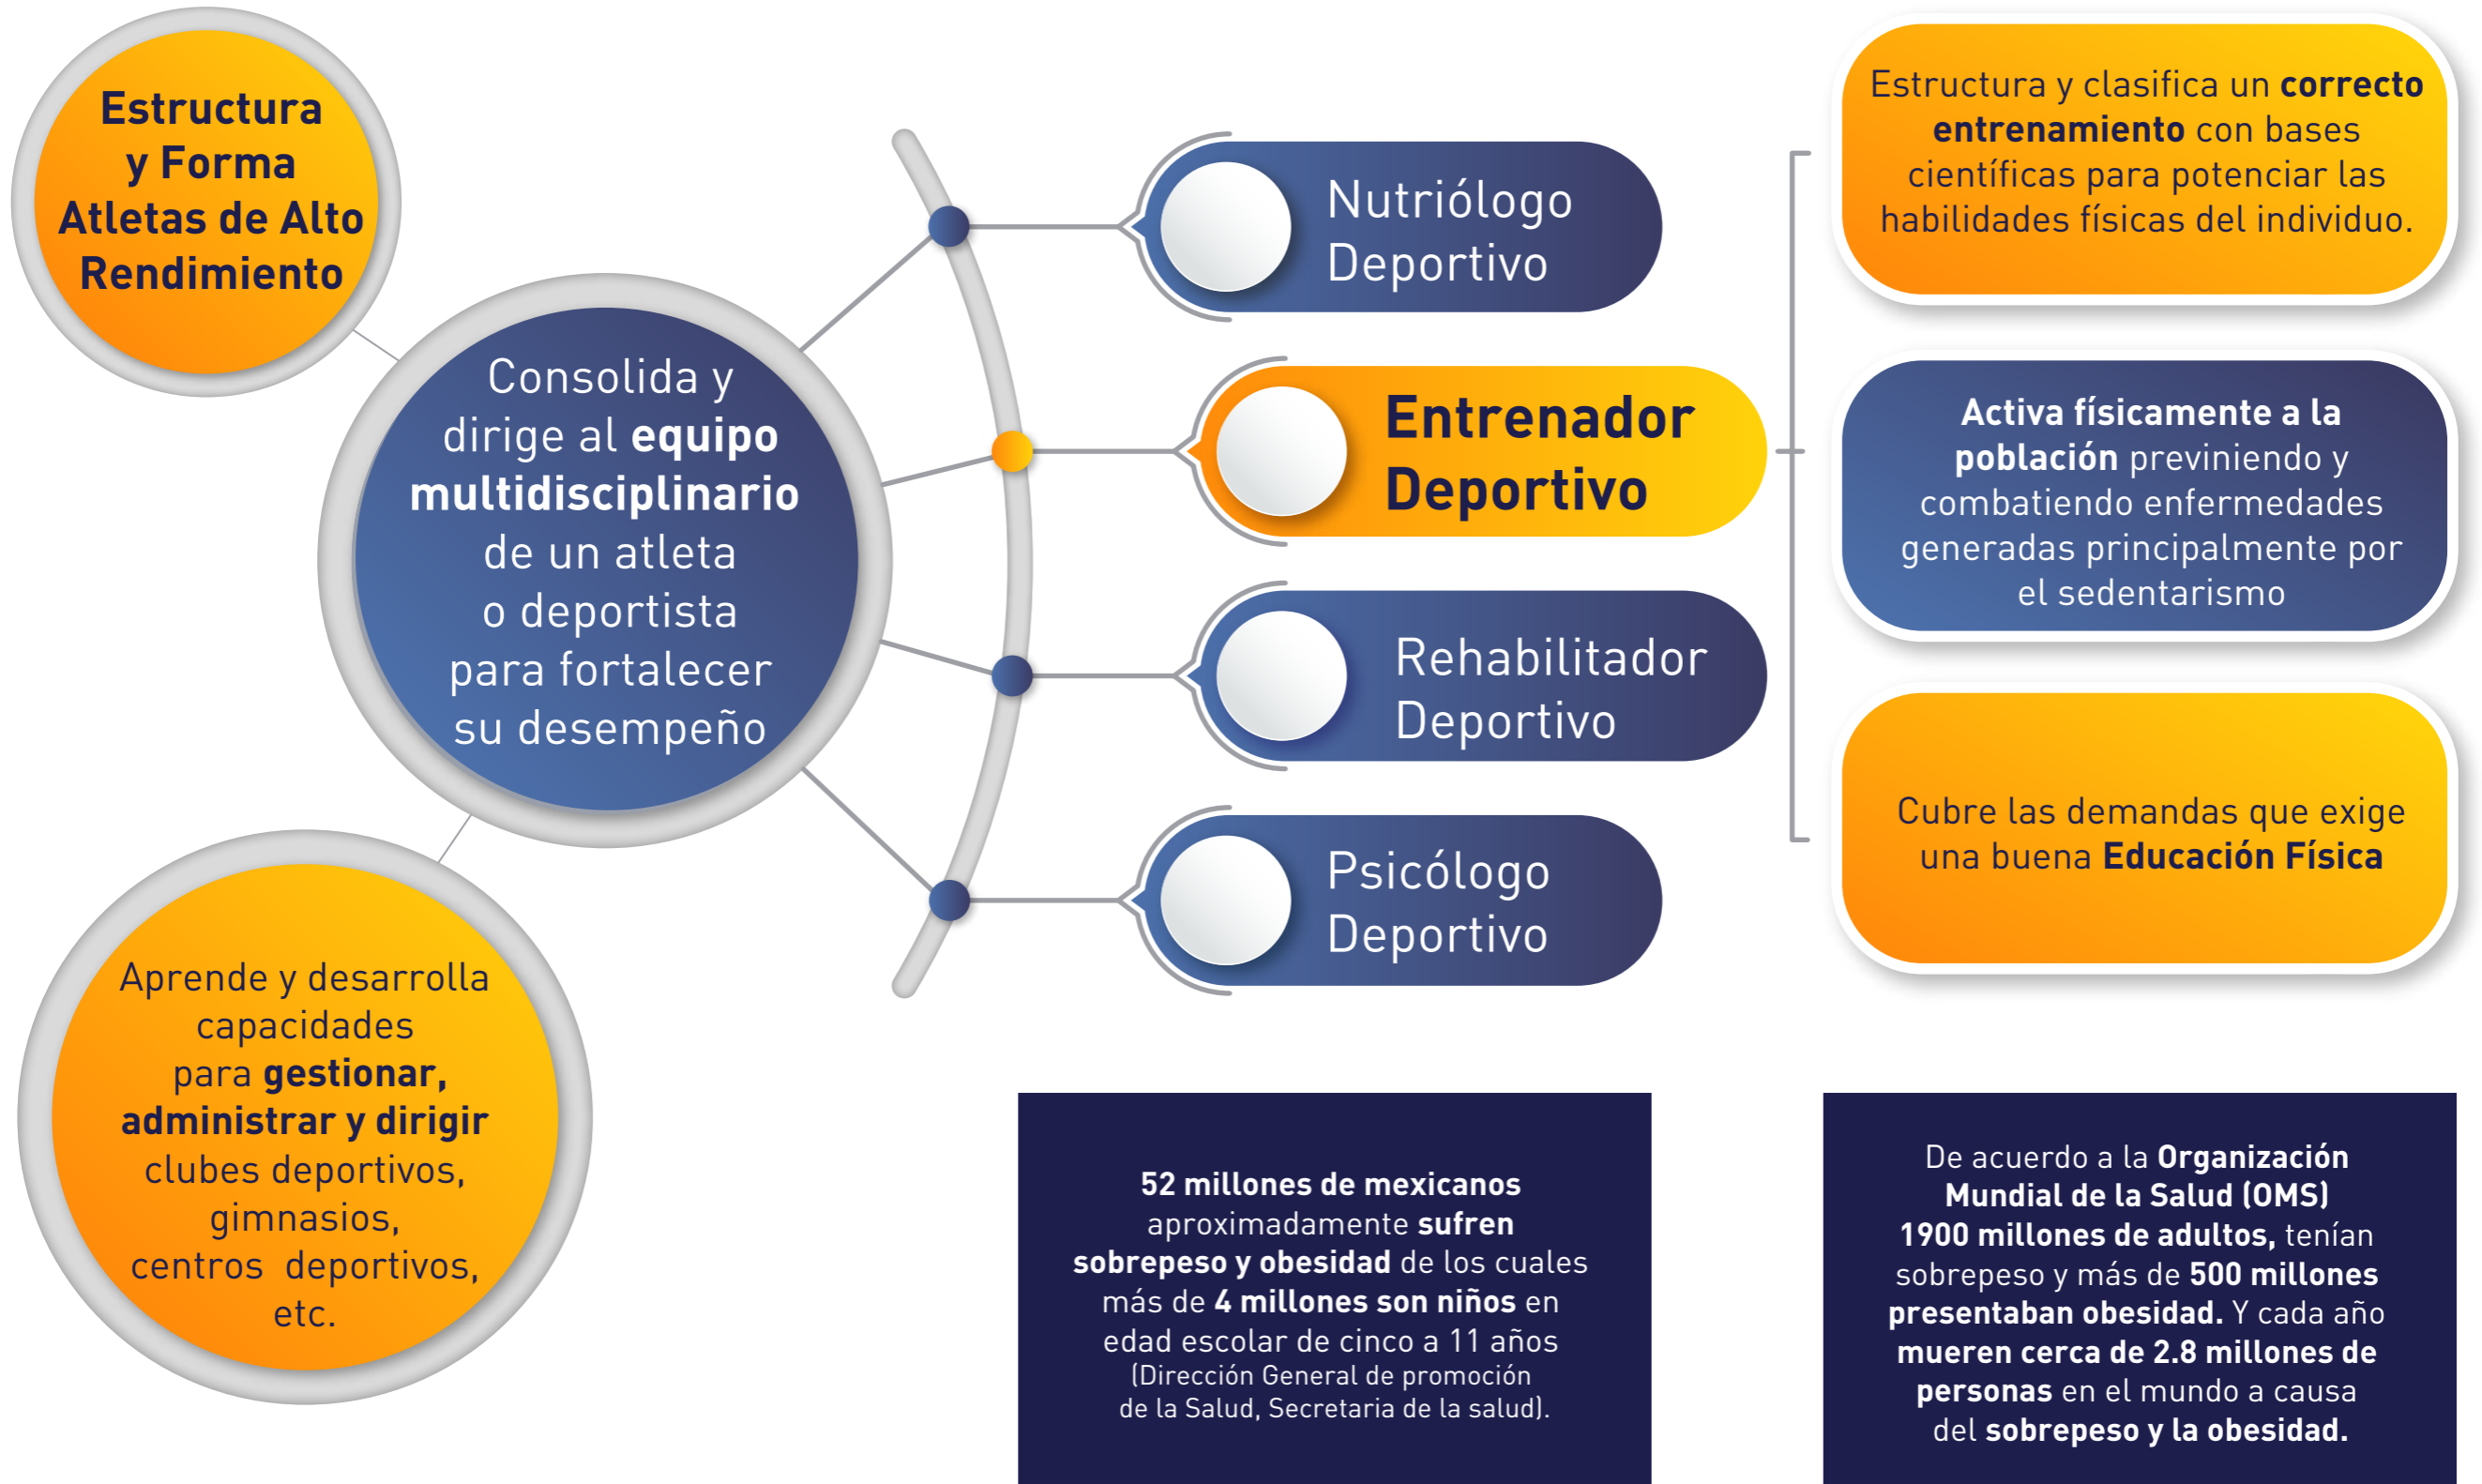 Estructura
y Forma
Atletas de Alto
Rendimiento
Consolida y
dirige al equipo
multidisciplinario
de un atleta
o deportista
para fortalecer
su desempeño
Aprende y desarrolla
capacidades
para gestionar,
administrar y dirigir
clubes deportivos,
gimnasios,
centros deportivos,
etc.
Nutriólogo
Deportivo
Entrenador
Deportivo
Rehabilitador
Deportivo
Psicólogo
Deportivo
Estructura y clasifica un correcto
entrenamiento con bases
científicas para potenciar las
habilidades físicas del individuo.
Activa físicamente a la
población previniendo y
combatiendo enfermedades
generadas principalmente por
el sedentarismo
Cubre las demandas que exige
una buena Educación Física
52 millones de mexicanos
aproximadamente sufren
sobrepeso y obesidad de los cuales
más de 4 millones son niños en
edad escolar de cinco a 11 años
(Dirección General de promoción
de la Salud, Secretaria de la salud).
De acuerdo a la Organización
Mundial de la Salud (OMS)
1900 millones de adultos, tenían
sobrepeso y más de 500 millones
presentaban obesidad. Y cada año
mueren cerca de 2.8 millones de
personas en el mundo a causa
del sobrepeso y la obesidad.